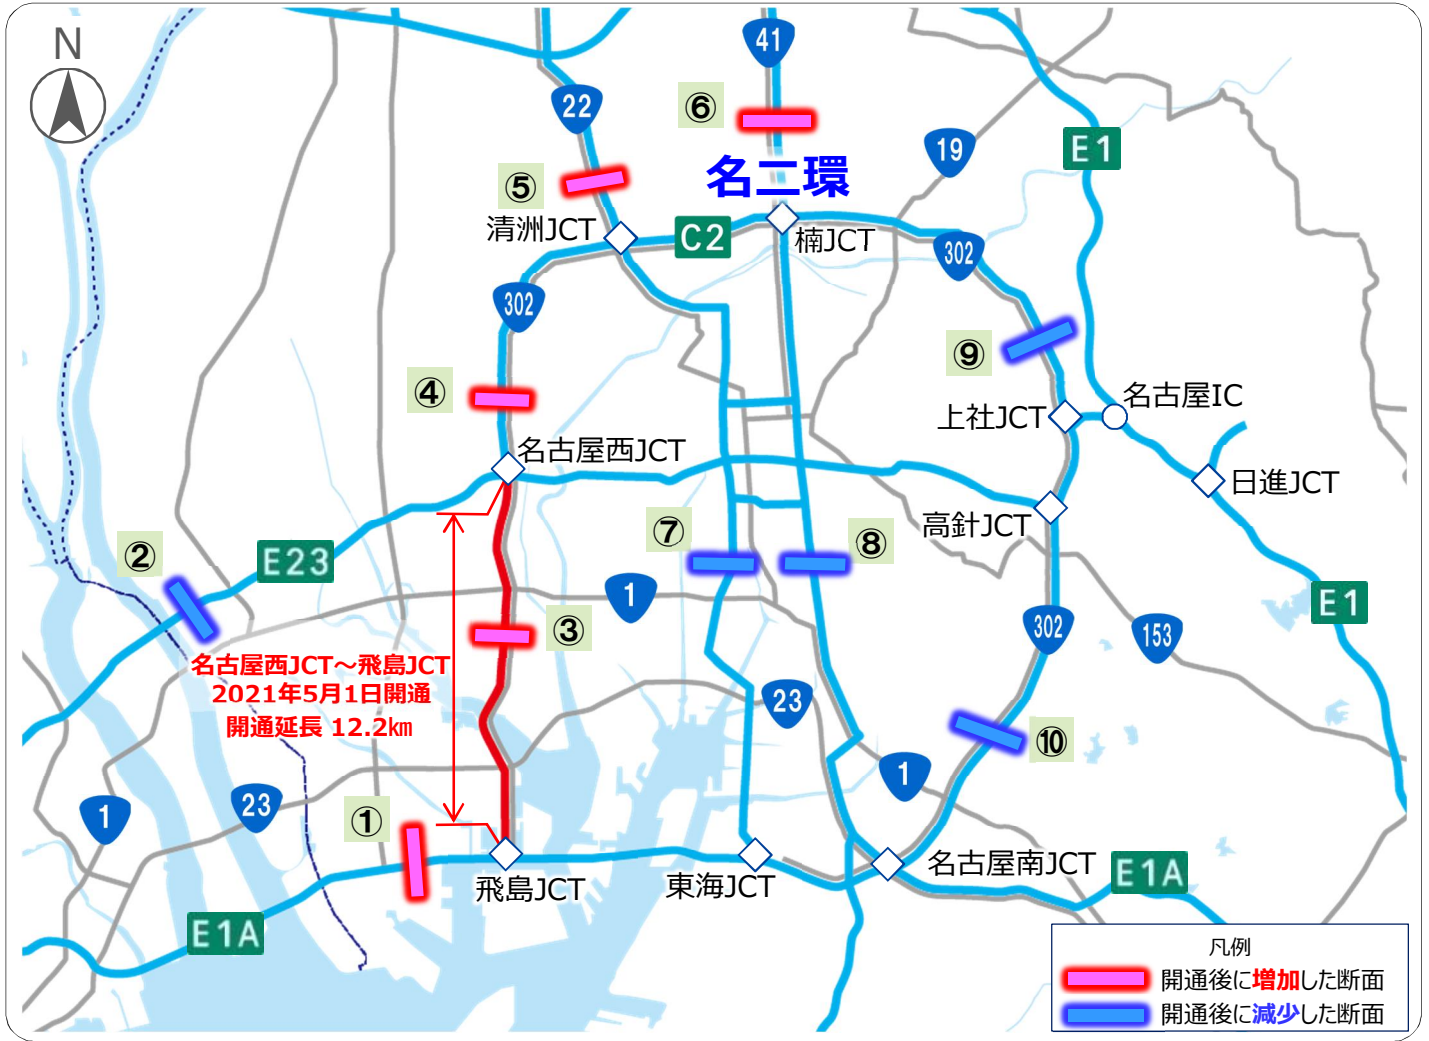 N
41
22
⑥
19
E1
⑤
名二環
清洲JCT
C2
楠JCT
302
302
⑨
④
名古屋IC
上社JCT
名古屋西JCT
日進JCT
高針JCT
②
E23
⑦
⑧
1
E1
③
302
153
名古屋西JCT～飛島JCT
2021年5月1日開通
開通延長 12.2㎞
23
⑩
1
1
23
①
飛島JCT
東海JCT
名古屋南JCT
E1A
E1A
凡例
開通後に増加した断面
開通後に減少した断面